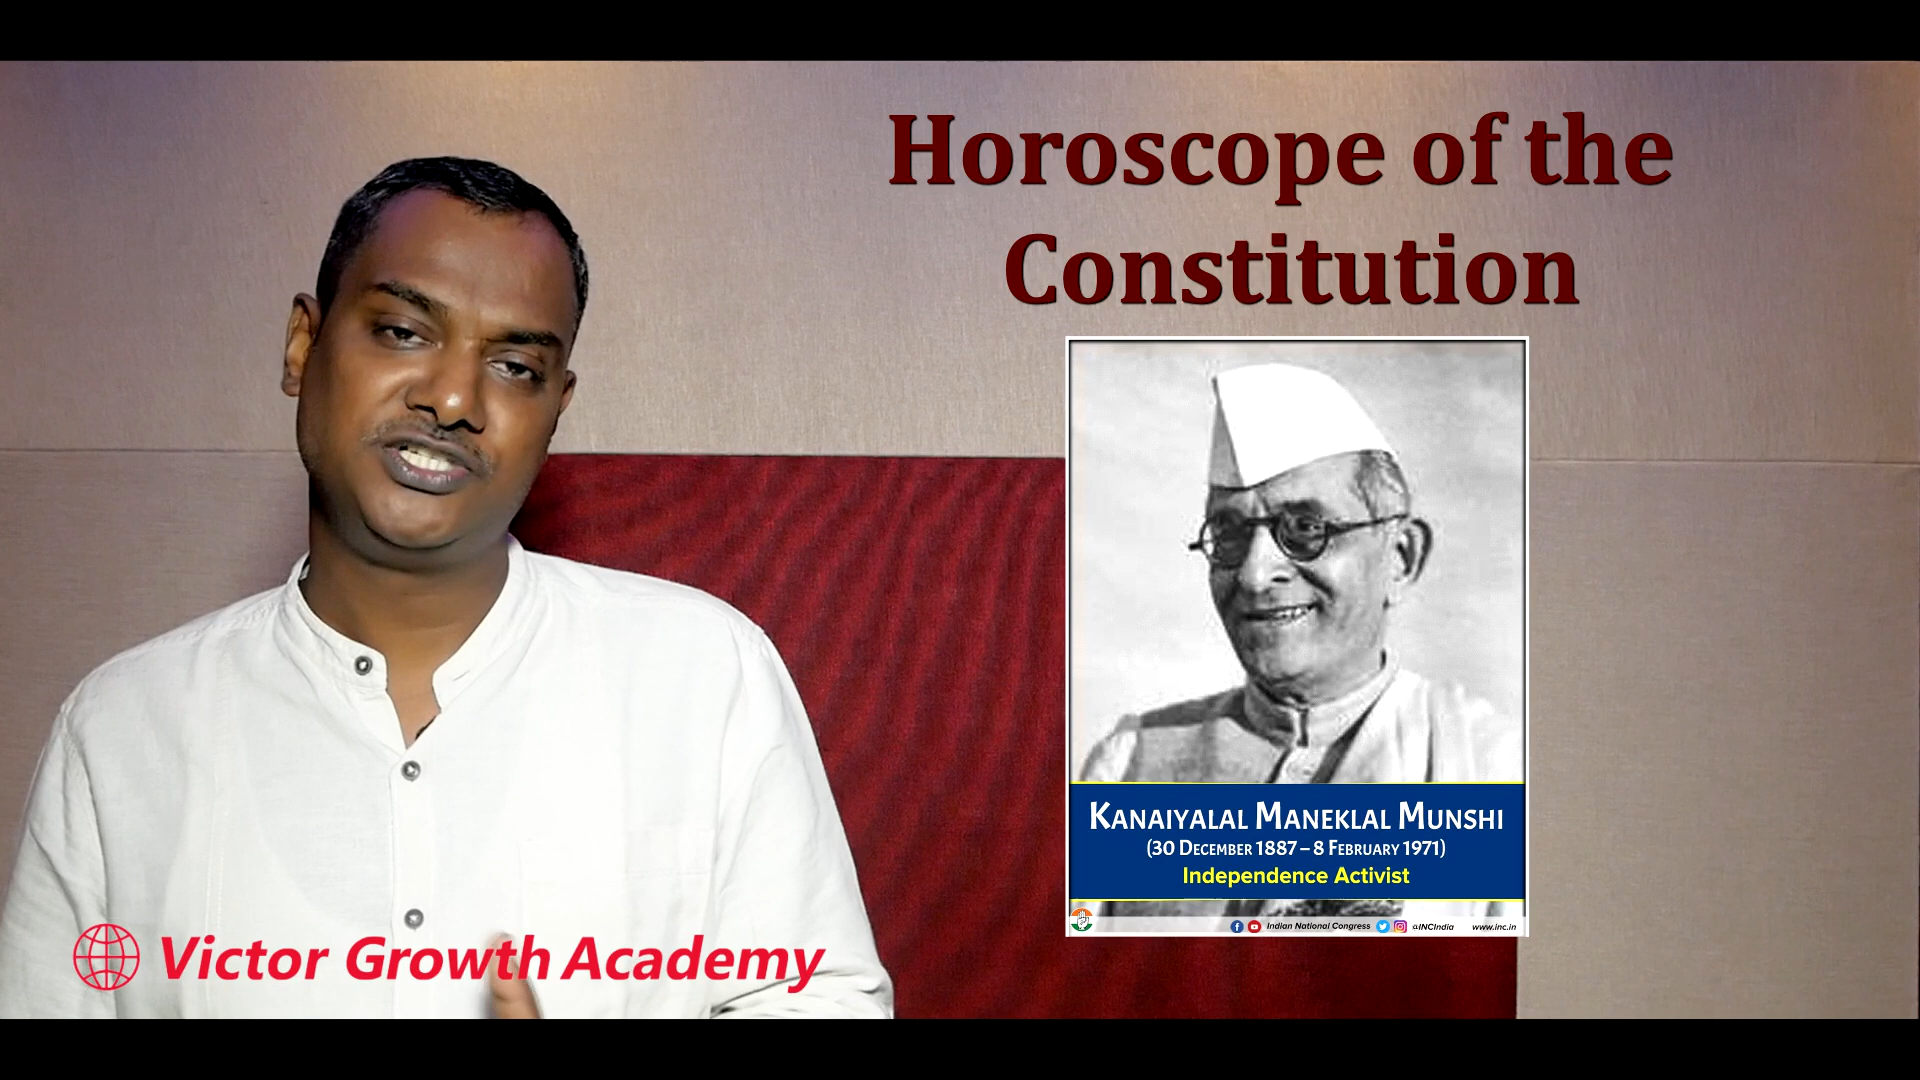 Horoscope of the
Constitution
KANAIYALAL MANEKLAL MUNSHI
(30 DECEMBER 1887 – 8 FEBRUARY 1971)
Independence Activist
Indian National Congress @INCIndia www.inc.in
Victor Growth Academy